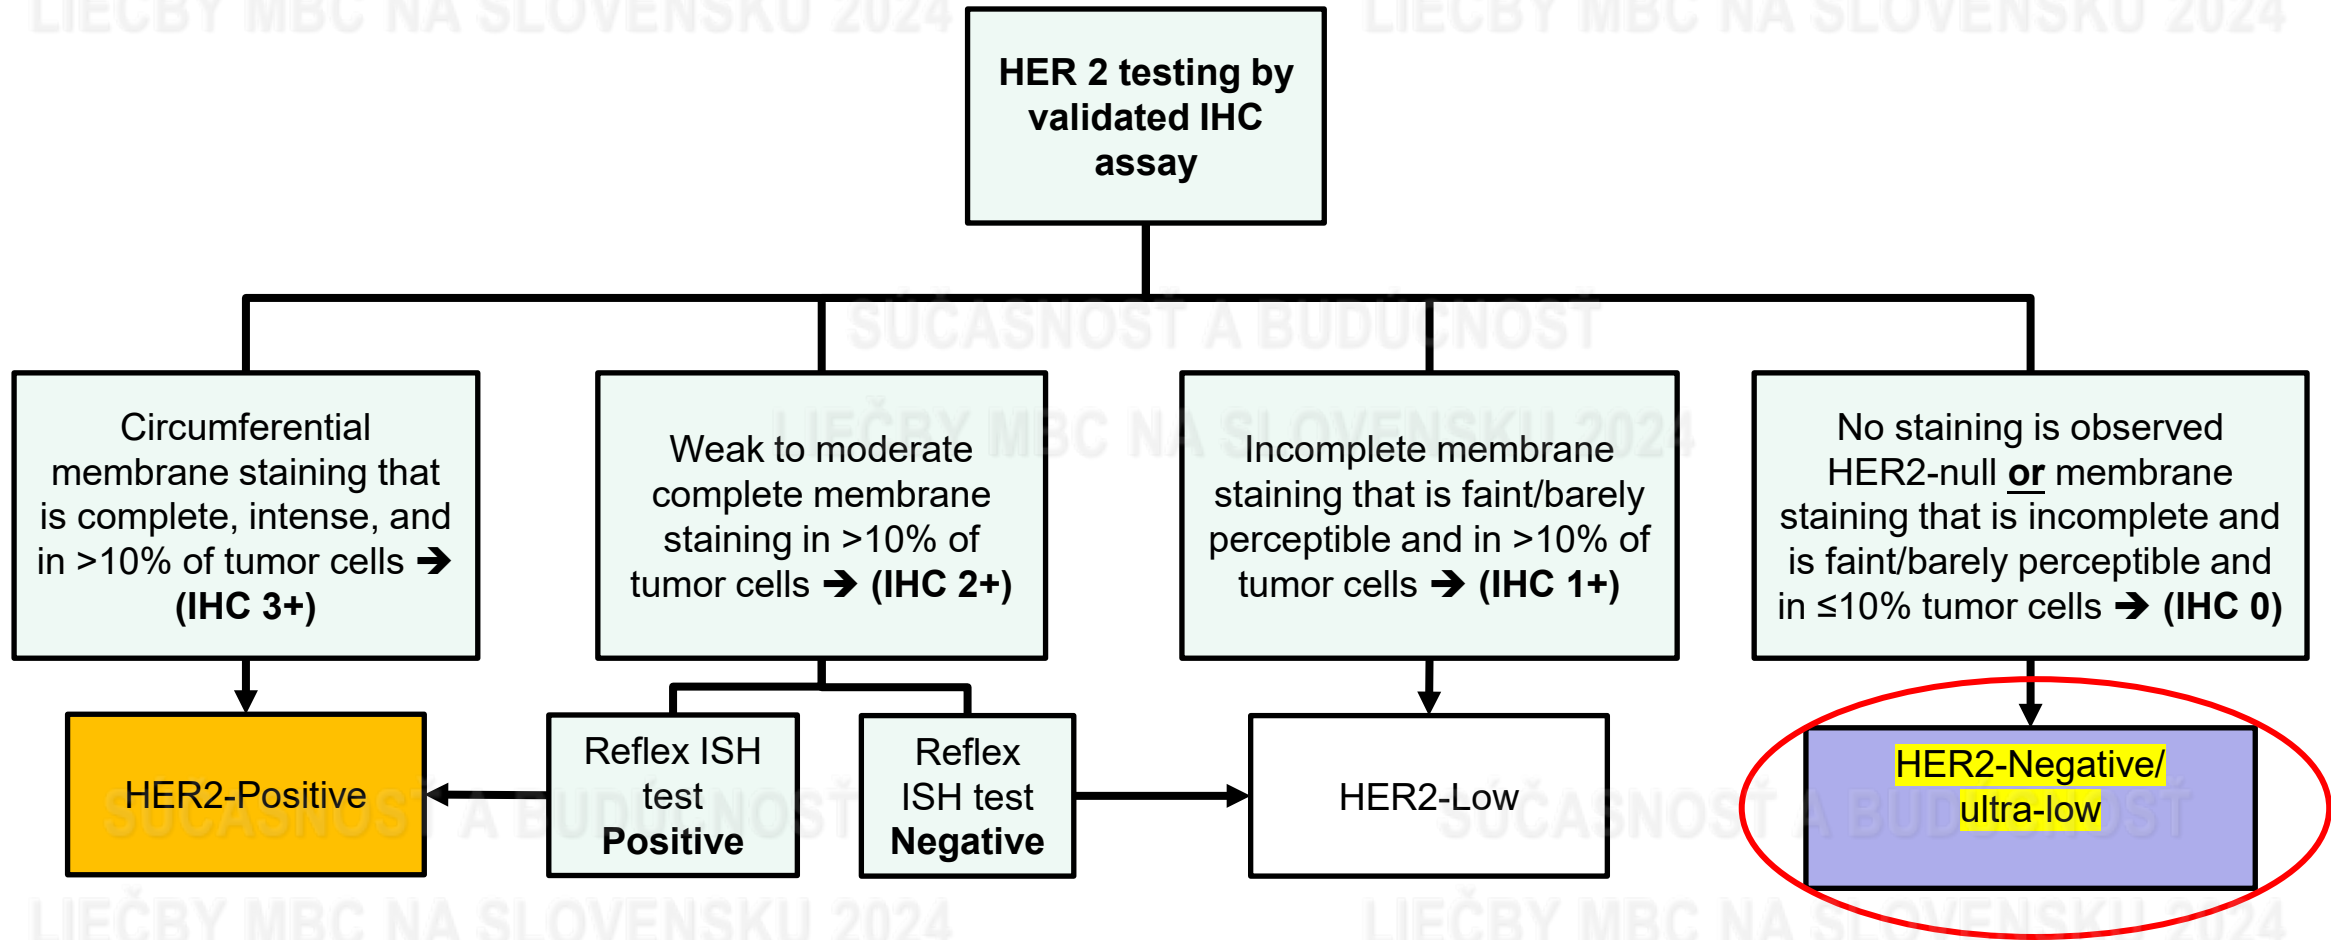 LIEČBY MBC NA SLOVENSKU 2024
LIEČBY MBC NA SLOVENSKU 2024
HER 2 testing by
validated IHC
assay
SÚČASNOSŤ A BUDÚCNOSŤ
LIEČBY MBC NA SLOVENSKU 2024
Circumferential
membrane staining that
is complete, intense, and
in >10% of tumor cells ➔
(IHC 3+)
Weak to moderate
complete membrane
staining in >10% of
tumor cells ➔ (IHC 2+)
Incomplete membrane
staining that is faint/barely
perceptible and in >10% of
tumor cells ➔ (IHC 1+)
No staining is observed
HER2-null or membrane
staining that is incomplete and
is faint/barely perceptible and
in ≤10% tumor cells ➔ (IHC 0)
HER2-Positive
Reflex ISH
test
Positive
Reflex
ISH test
Negative
HER2-Low
HER2-Negative/
ultra-low
SÚČASNOSŤ A BUDÚCNOSŤ
SÚČASNOSŤ A BUDÚCNOSŤ
LIEČBY MBC NA SLOVENSKU 2024
LIEČBY MBC NA SLOVENSKU 2024